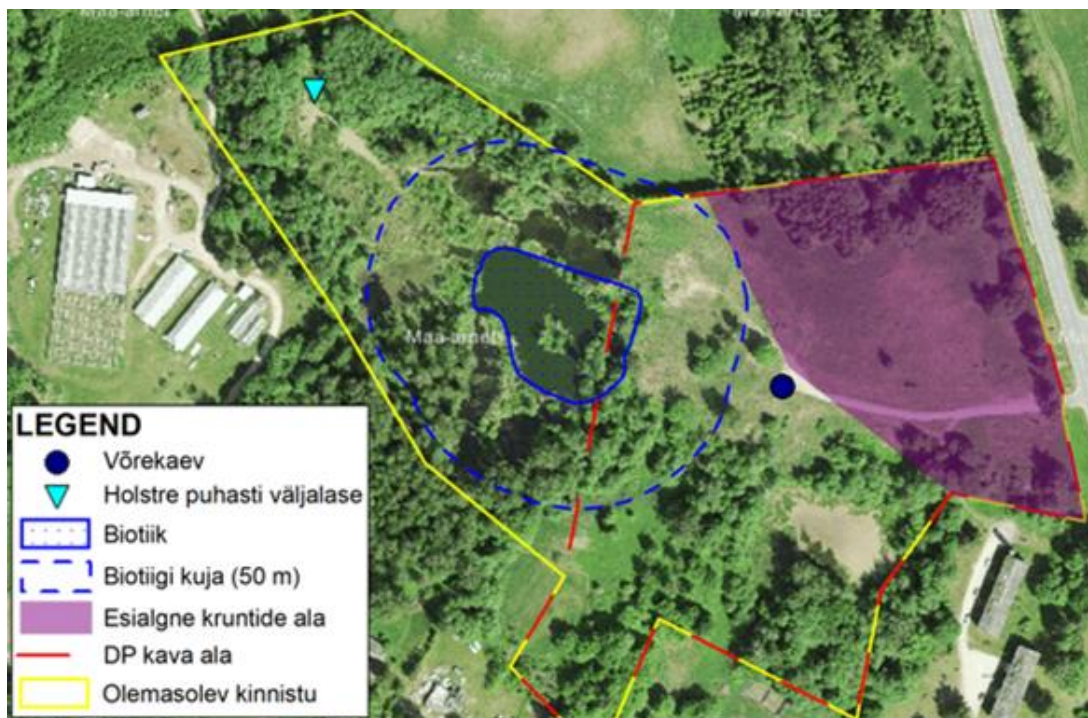 Maa-amet
LEGEND
Võrekaev
Holstre puhasti väljalase
Biotiik
Biotiigi kuja (50 m)
Esialgne kruntide ala
DP kava ala
Olemasolev kinnistu